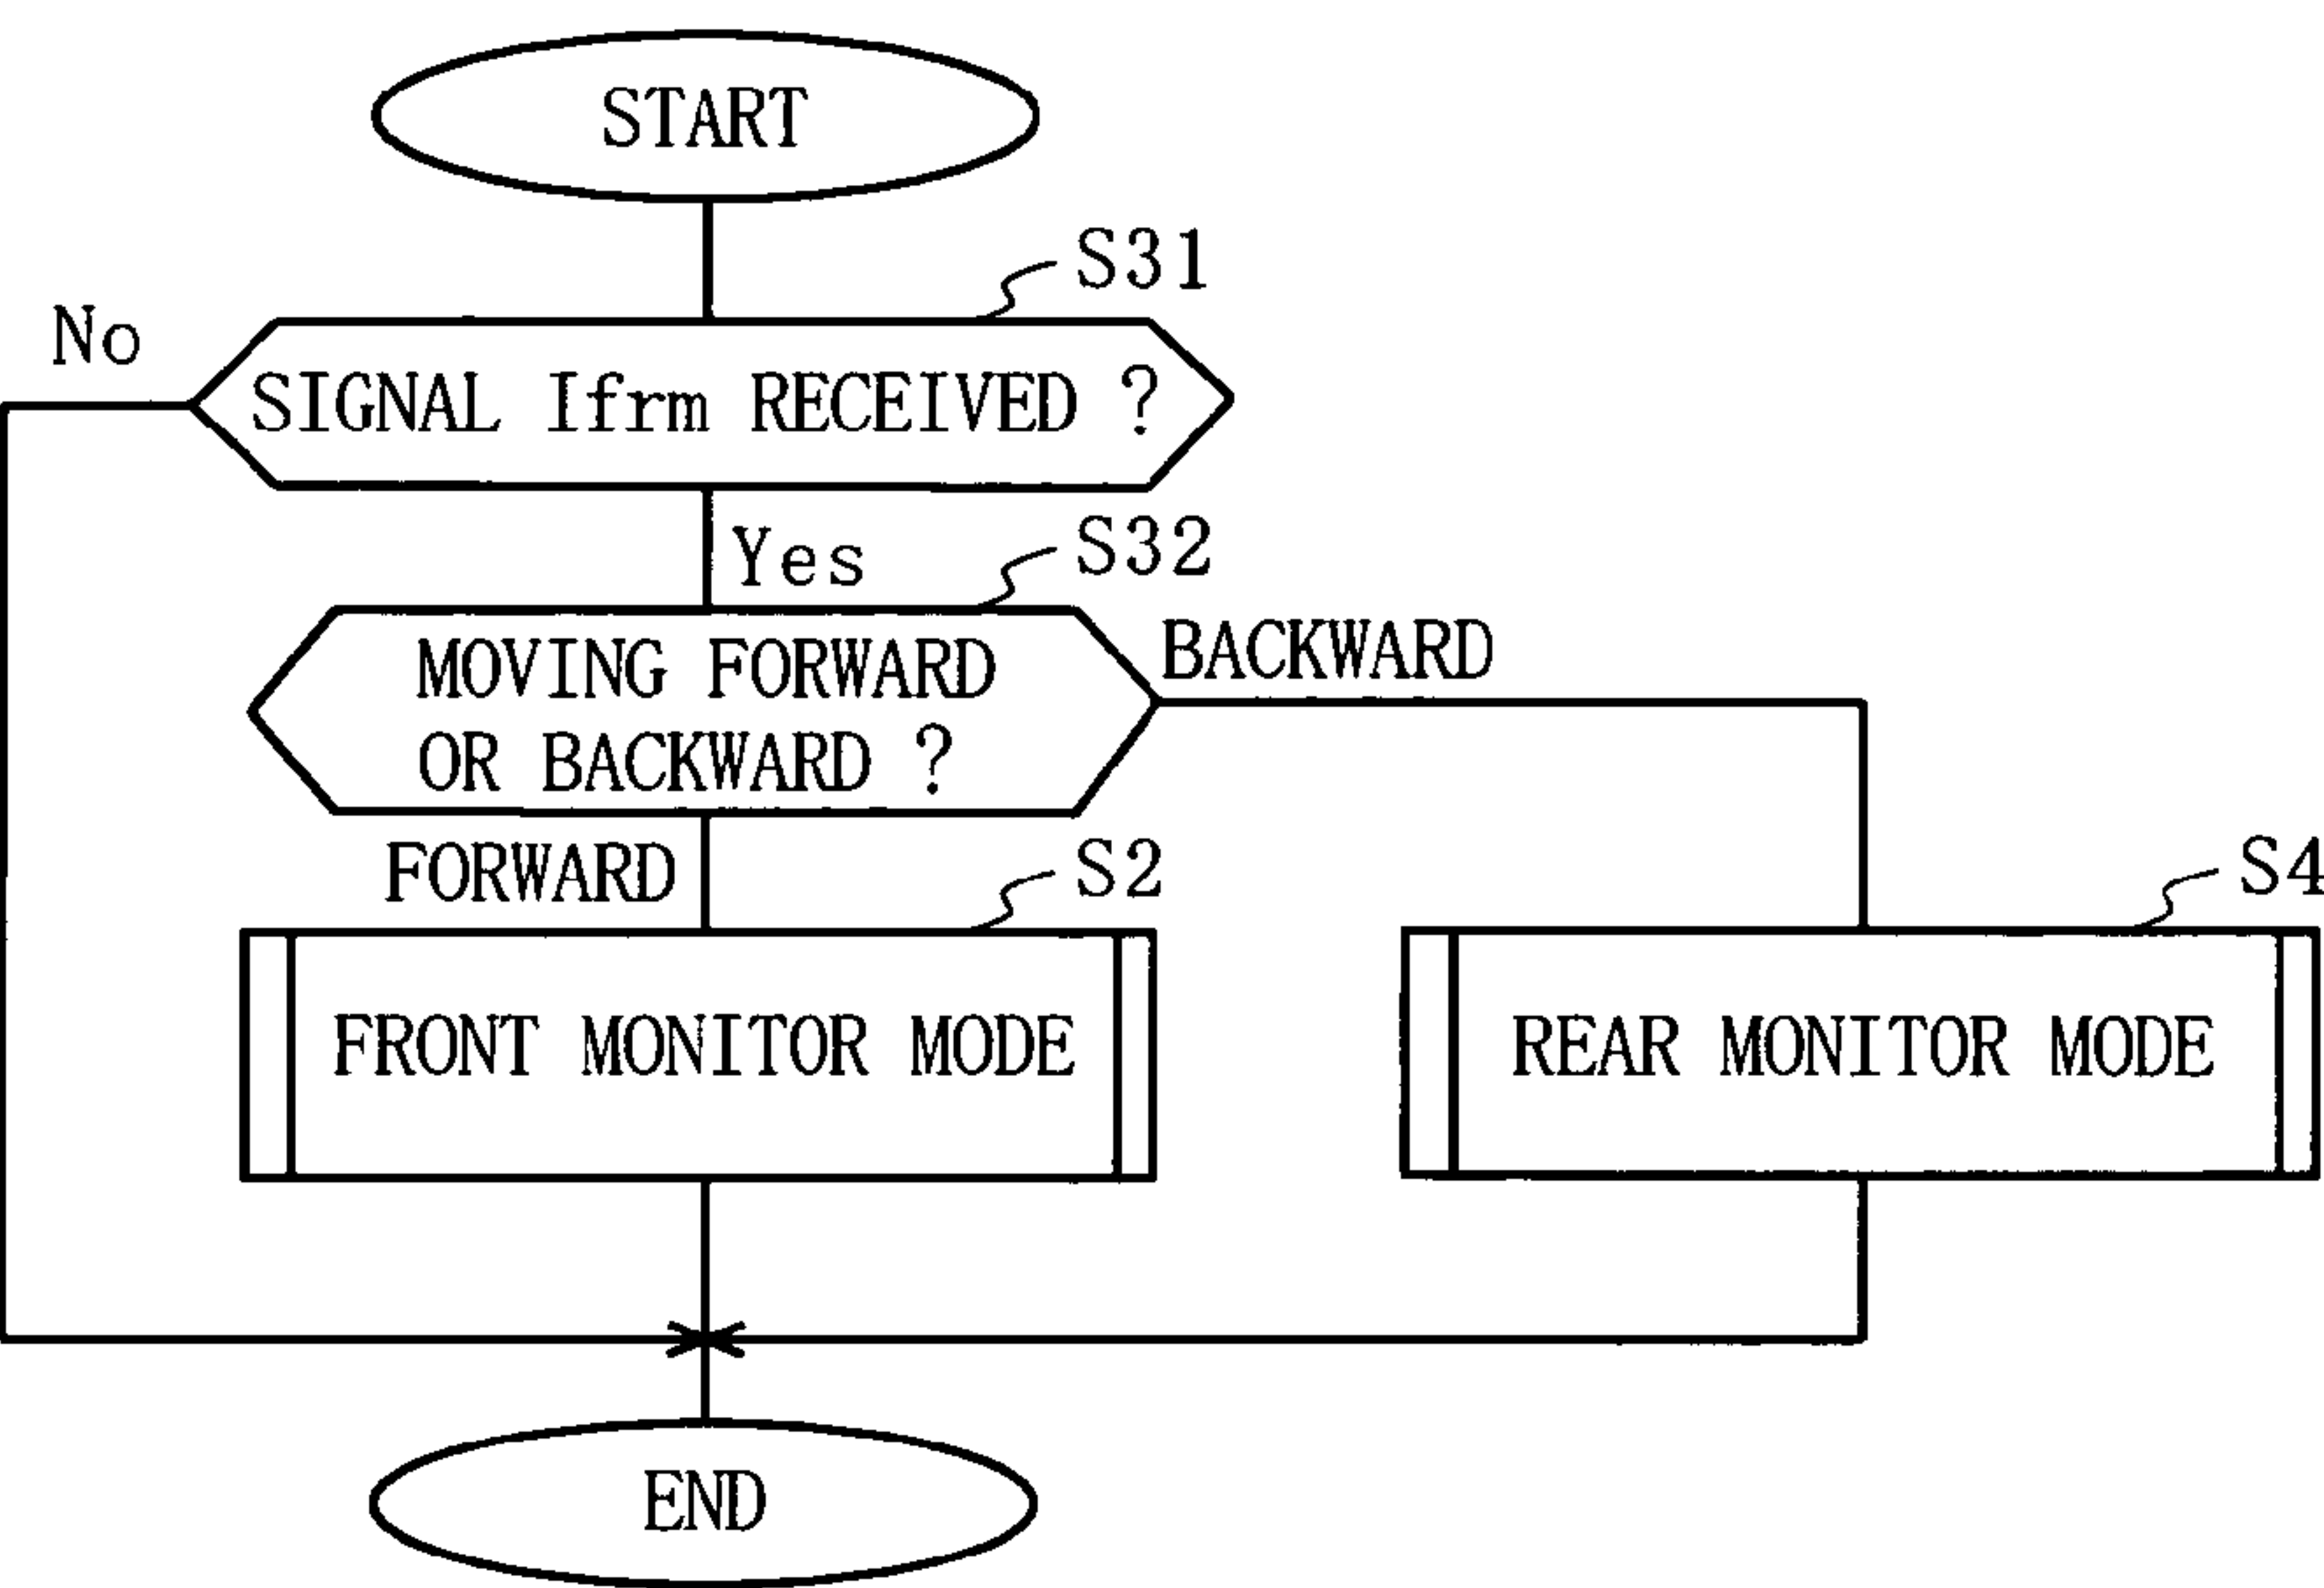 START
S31
No
SIGNAL Ifrm RECEIVED ?
Yes
S32
MOVING FORWARD
OR BACKWARD ?
BACKWARD
FORWARD
S2
S4
FRONT MONITOR MODE
REAR MONITOR MODE
END